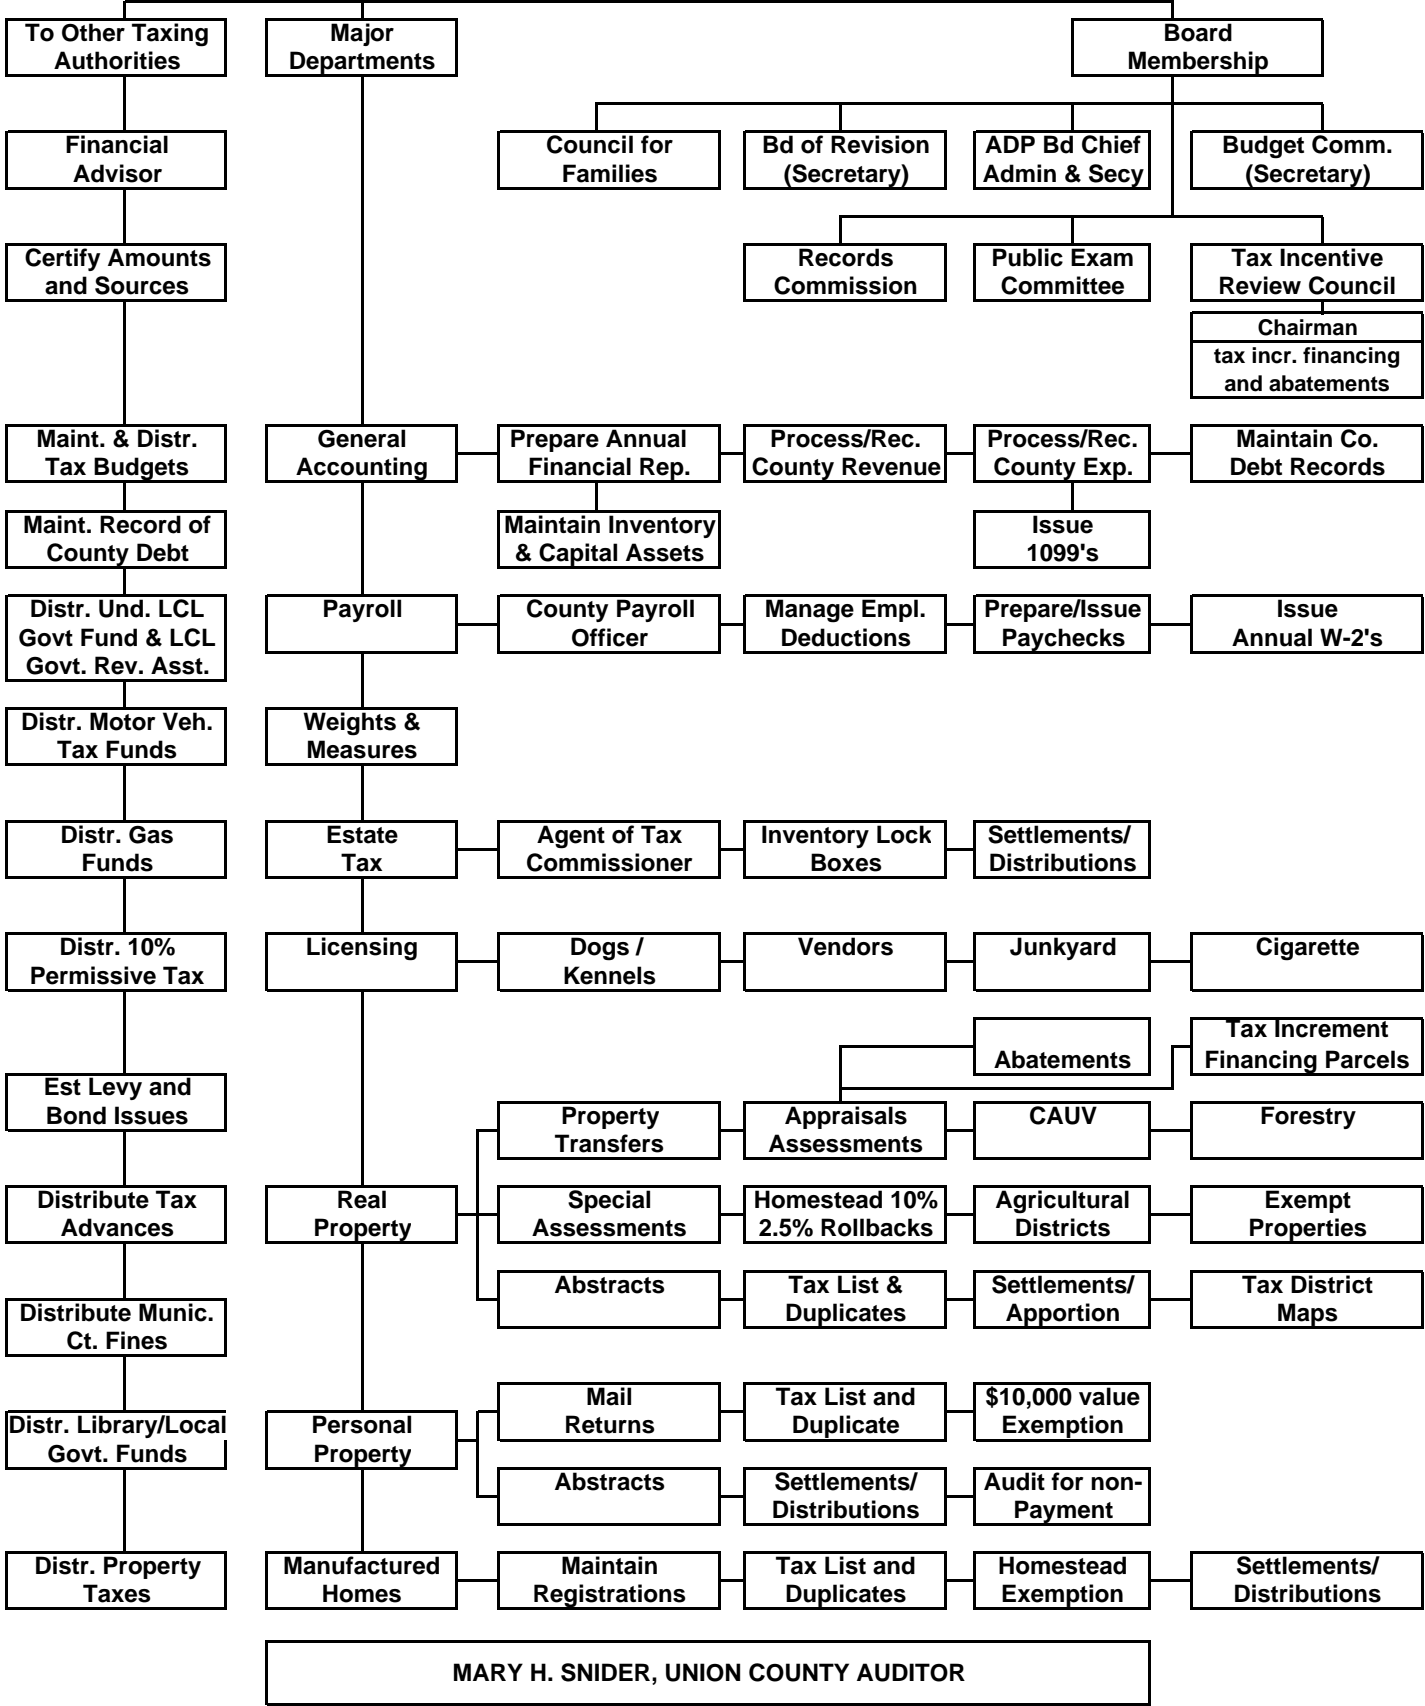 To Other Taxing
Authorities
Major
Departments
Board
Membership
Financial
Advisor
Council for
Families
Bd of Revision
(Secretary)
ADP Bd Chief
Admin & Secy
Budget Comm.
(Secretary)
Certify Amounts
and Sources
Records
Commission
Public Exam
Committee
Tax Incentive
Review Council
Chairman
tax incr. financing
and abatements
Maint. & Distr.
Tax Budgets
General
Accounting
Prepare Annual
Financial Rep.
Process/Rec.
County Revenue
Process/Rec.
County Exp.
Maintain Co.
Debt Records
Maint. Record of
County Debt
Maintain Inventory
& Capital Assets
Issue
1099's
Distr. Und. LCL
Govt Fund & LCL
Govt. Rev. Asst.
Payroll
County Payroll
Officer
Manage Empl.
Deductions
Prepare/Issue
Paychecks
Issue
Annual W-2's
Distr. Motor Veh.
Tax Funds
Weights &
Measures
Distr. Gas
Funds
Estate
Tax
Agent of Tax
Commissioner
Inventory Lock
Boxes
Settlements/
Distributions
Distr. 10%
Permissive Tax
Licensing
Dogs /
Kennels
Vendors
Junkyard
Cigarette
Abatements
Tax Increment
Financing Parcels
Est Levy and
Bond Issues
Property
Transfers
Appraisals
Assessments
CAUV
Forestry
Distribute Tax
Advances
Real
Property
Special
Assessments
Homestead 10%
2.5% Rollbacks
Agricultural
Districts
Exempt
Properties
Distribute Munic.
Ct. Fines
Abstracts
Tax List &
Duplicates
Settlements/
Apportion
Tax District
Maps
Distr. Library/Local
Govt. Funds
Personal
Property
Mail
Returns
Tax List and
Duplicate
$10,000 value
Exemption
Abstracts
Settlements/
Distributions
Audit for non-
Payment
Distr. Property
Taxes
Manufactured
Homes
Maintain
Registrations
Tax List and
Duplicates
Homestead
Exemption
Settlements/
Distributions
MARY H. SNIDER, UNION COUNTY AUDITOR